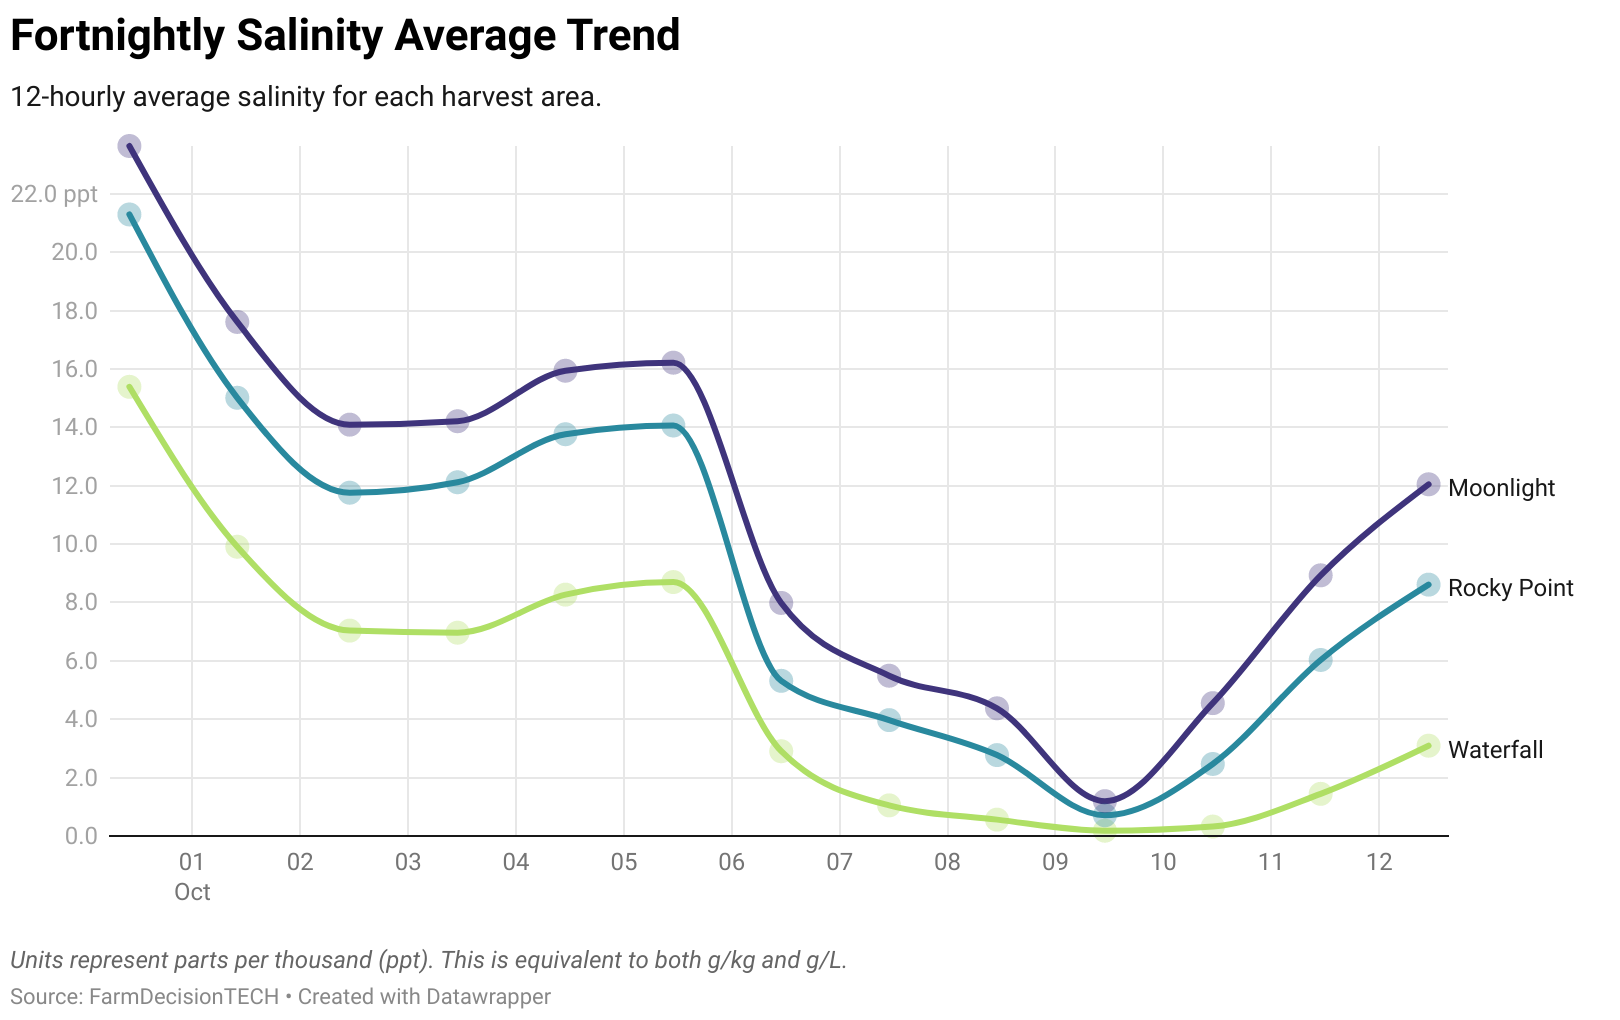 Fortnightly Salinity Average Trend
12-hourly average salinity for each harvest area.
22.0 ppt
20.0
18.0
16.0
14.0
12.0
10.0
8.0
6.0
4.0
2.0
0.0
Moonlight
Rocky Point
Waterfall
01 02 03 04 05 06 07 08 09 10 11 12
Oct
Units represent parts per thousand (ppt). This is equivalent to both g/kg and g/L.
Source: FarmDecisionTECH • Created with Datawrapper